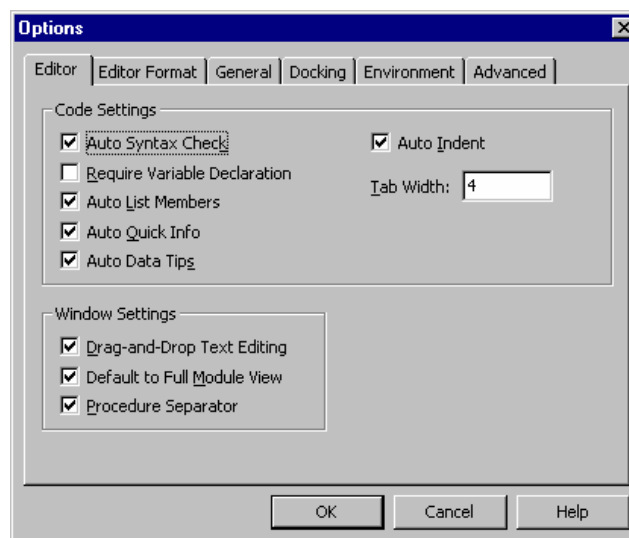 Options
Editor Editor Format General Docking Environment Advanced
Code Settings
Auto Syntax Check Auto Indent
Require Variable Declaration Tab Width: 4
Auto List Members
Auto Quick Info
Auto Data Tips
Window Settings
Drag-and-Drop Text Editing
Default to Full Module View
Procedure Separator
OK Cancel Help